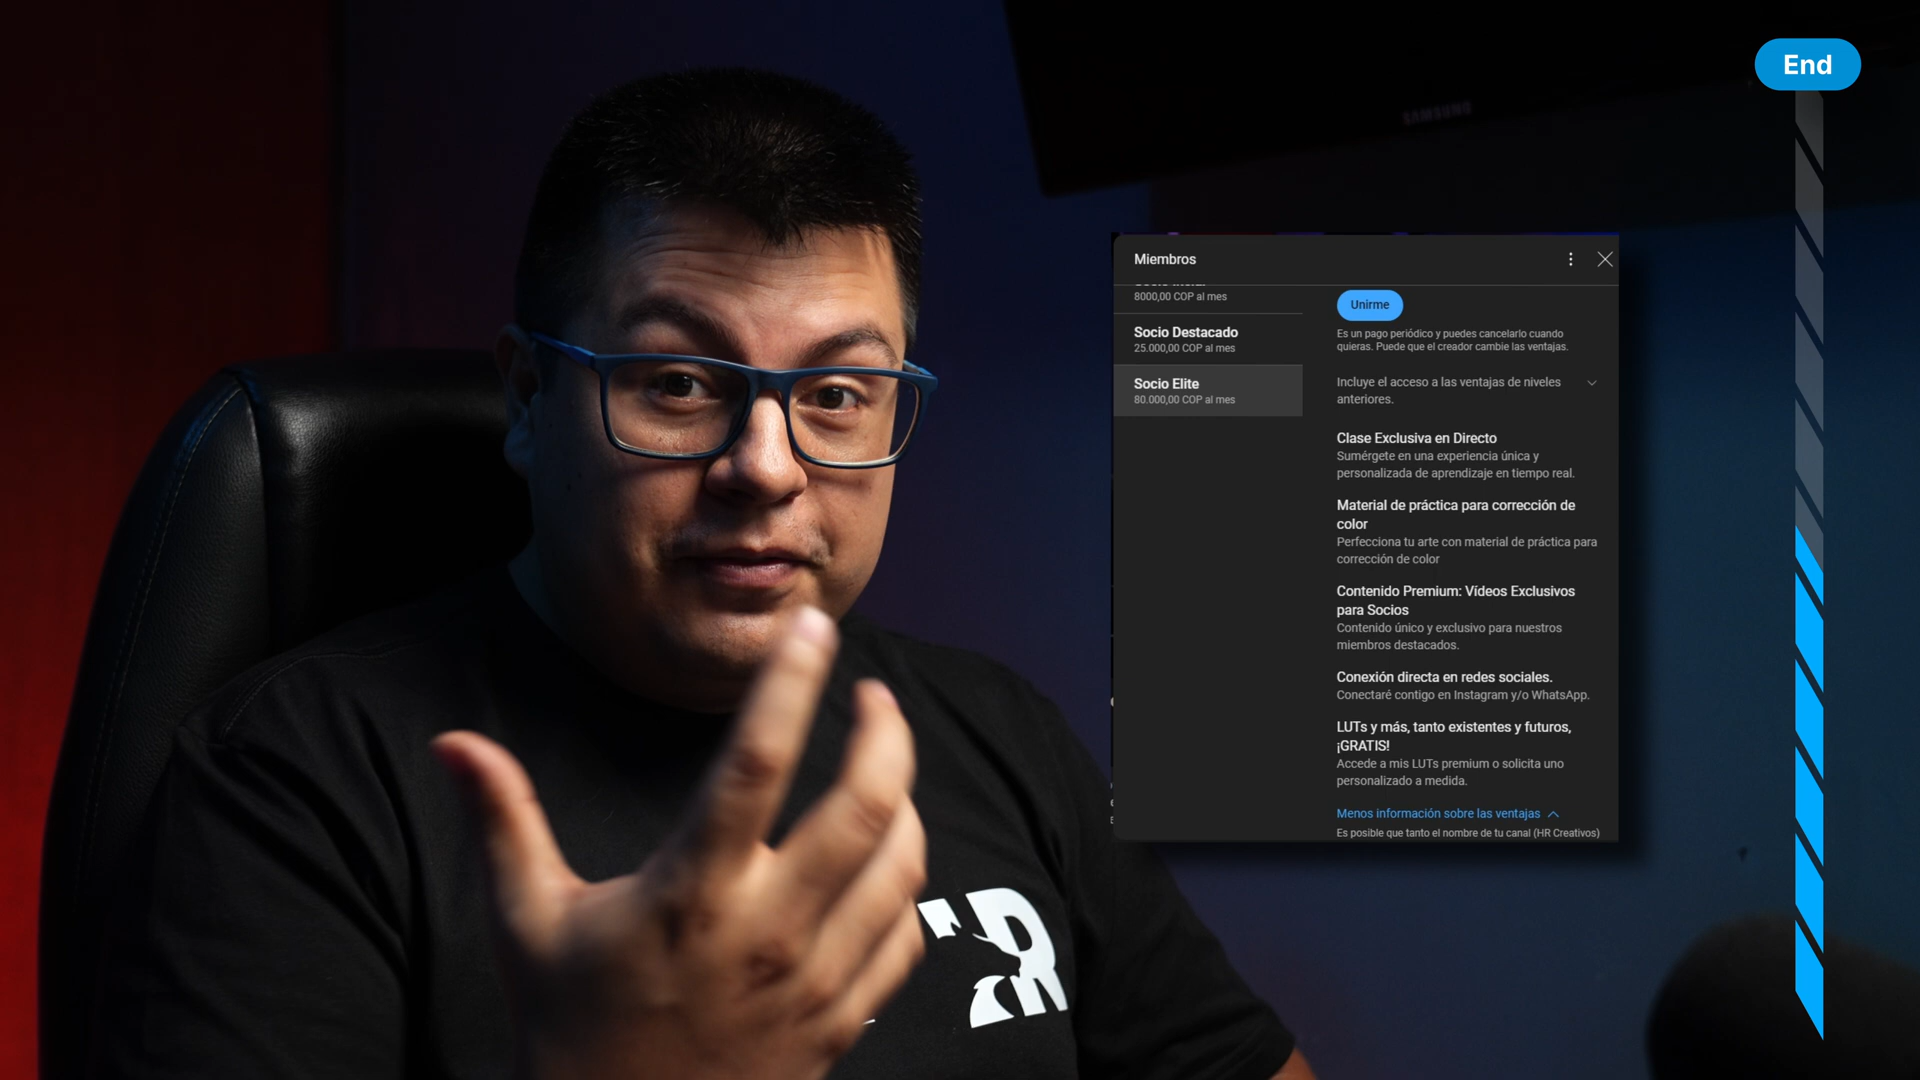 End
SAMSUNG
Miembros
8000,00 COP al mes
Socio Destacado
25.000,00 COP al mes
Socio Elite
80.000,00 COP al mes
Unirme
Es un pago periódico y puedes cancelarlo cuando
quieras. Puede que el creador cambie las ventajas.
Incluye el acceso a las ventajas de niveles
anteriores.
Clase Exclusiva en Directo
Sumérgete en una experiencia única y
personalizada de aprendizaje en tiempo real.
Material de práctica para corrección de
color
Perfecciona tu arte con material de práctica para
corrección de color
Contenido Premium: Vídeos Exclusivos
para Socios
Contenido único y exclusivo para nuestros
miembros destacados.
Conexión directa en redes sociales.
Conectaré contigo en Instagram y/o WhatsApp.
LUTs y más, tanto existentes y futuros,
¡GRATIS!
Accede a mis LUTs premium o solicita uno
personalizado a medida.
Menos información sobre las ventajas
Es posible que tanto el nombre de tu canal (HR Creativos)